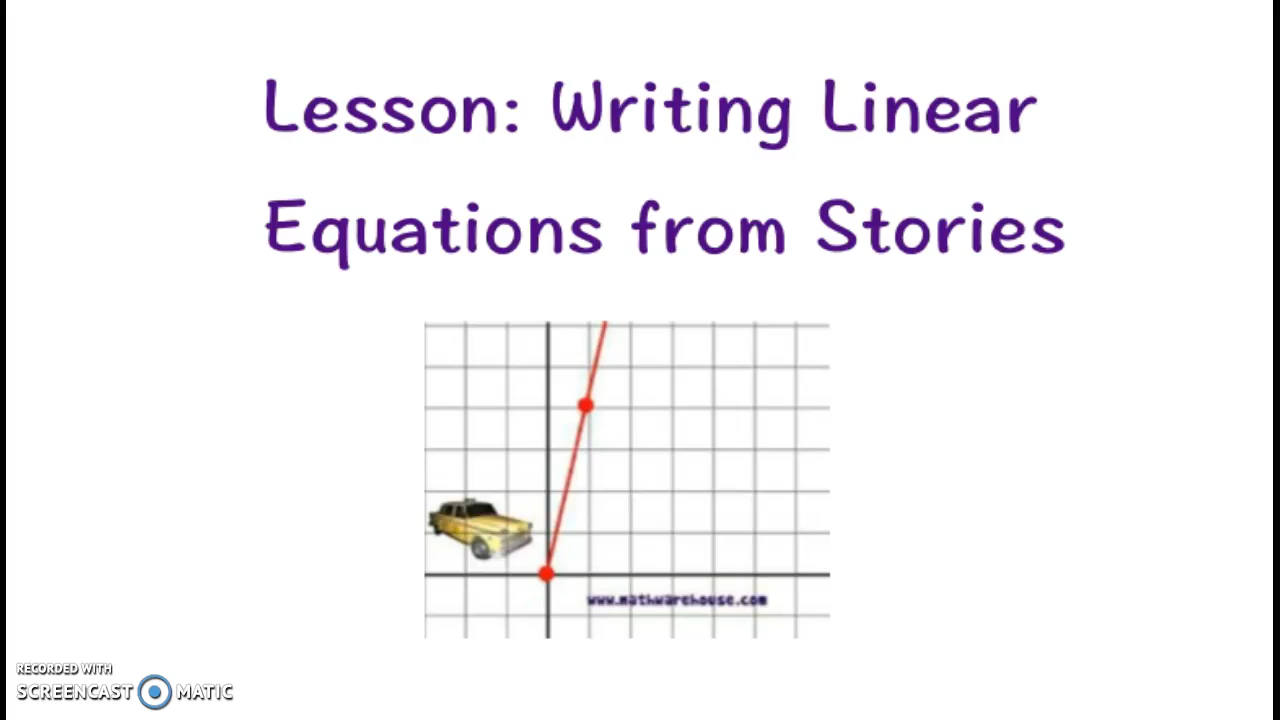 Lesson: Writing Linear
Equations from Stories
www.mathwarehouse.com
RECORDED WITH
SCREENCAST MATIC